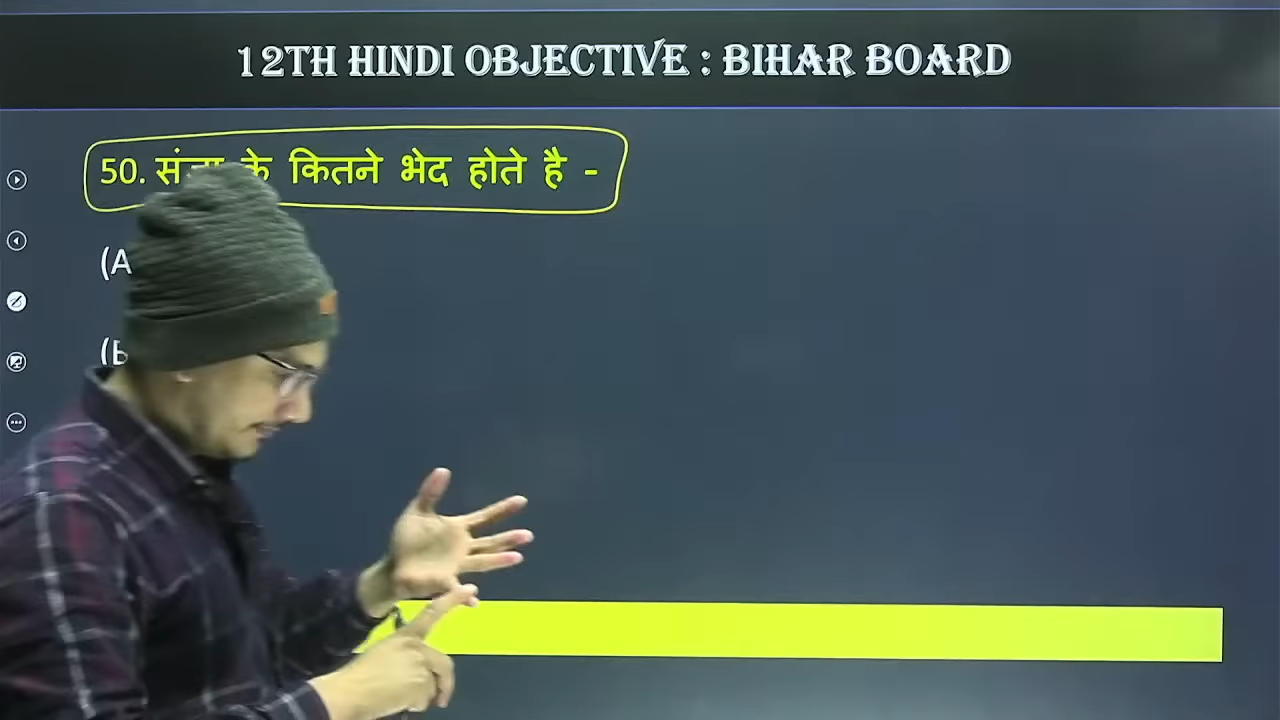 12TH HINDI OBJECTIVE : BIHAR BOARD
50. के कितने भेद होते है -
(A
(B